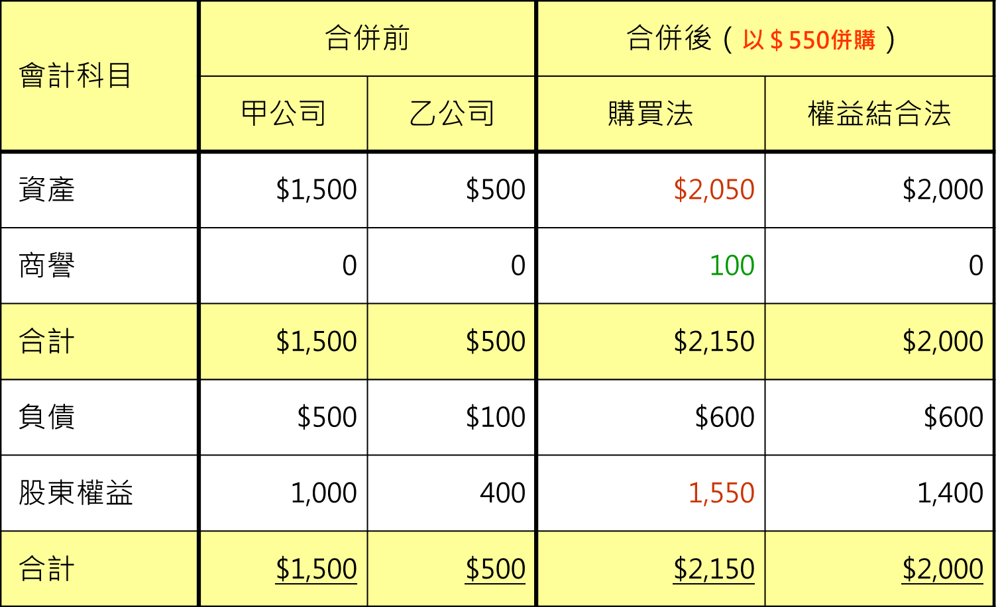 會計科目 合併前 合併後 ( 以 $ 550併購 )
甲公司 乙公司 購買法 權益結合法
資產 $1,500 $500 $2,050 $2,000
商譽 0 0 100 0
合計 $1,500 $500 $2,150 $2,000
負債 $500 $100 $600 $600
股東權益 1,000 400 1,550 1,400
合計 $1,500 $500 $2,150 $2,000